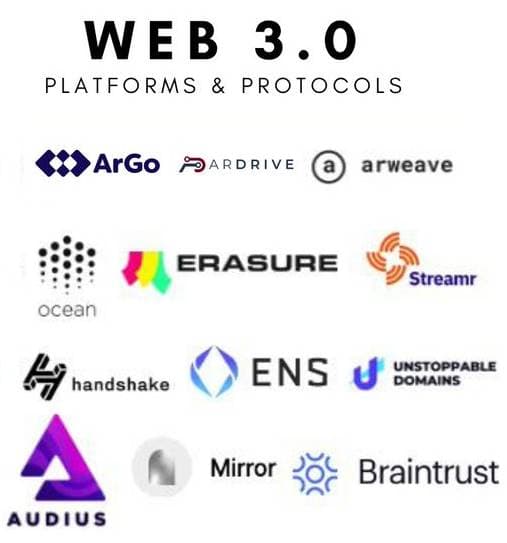 WEB 3.0
PLATFORMS & PROTOCOLS
ArGo ARDRIVE a arweave
ocean ERASURE Streamr
handshake ENS UNSTOPPABLE
DOMAINS
AUDIUS Mirror Braintrust